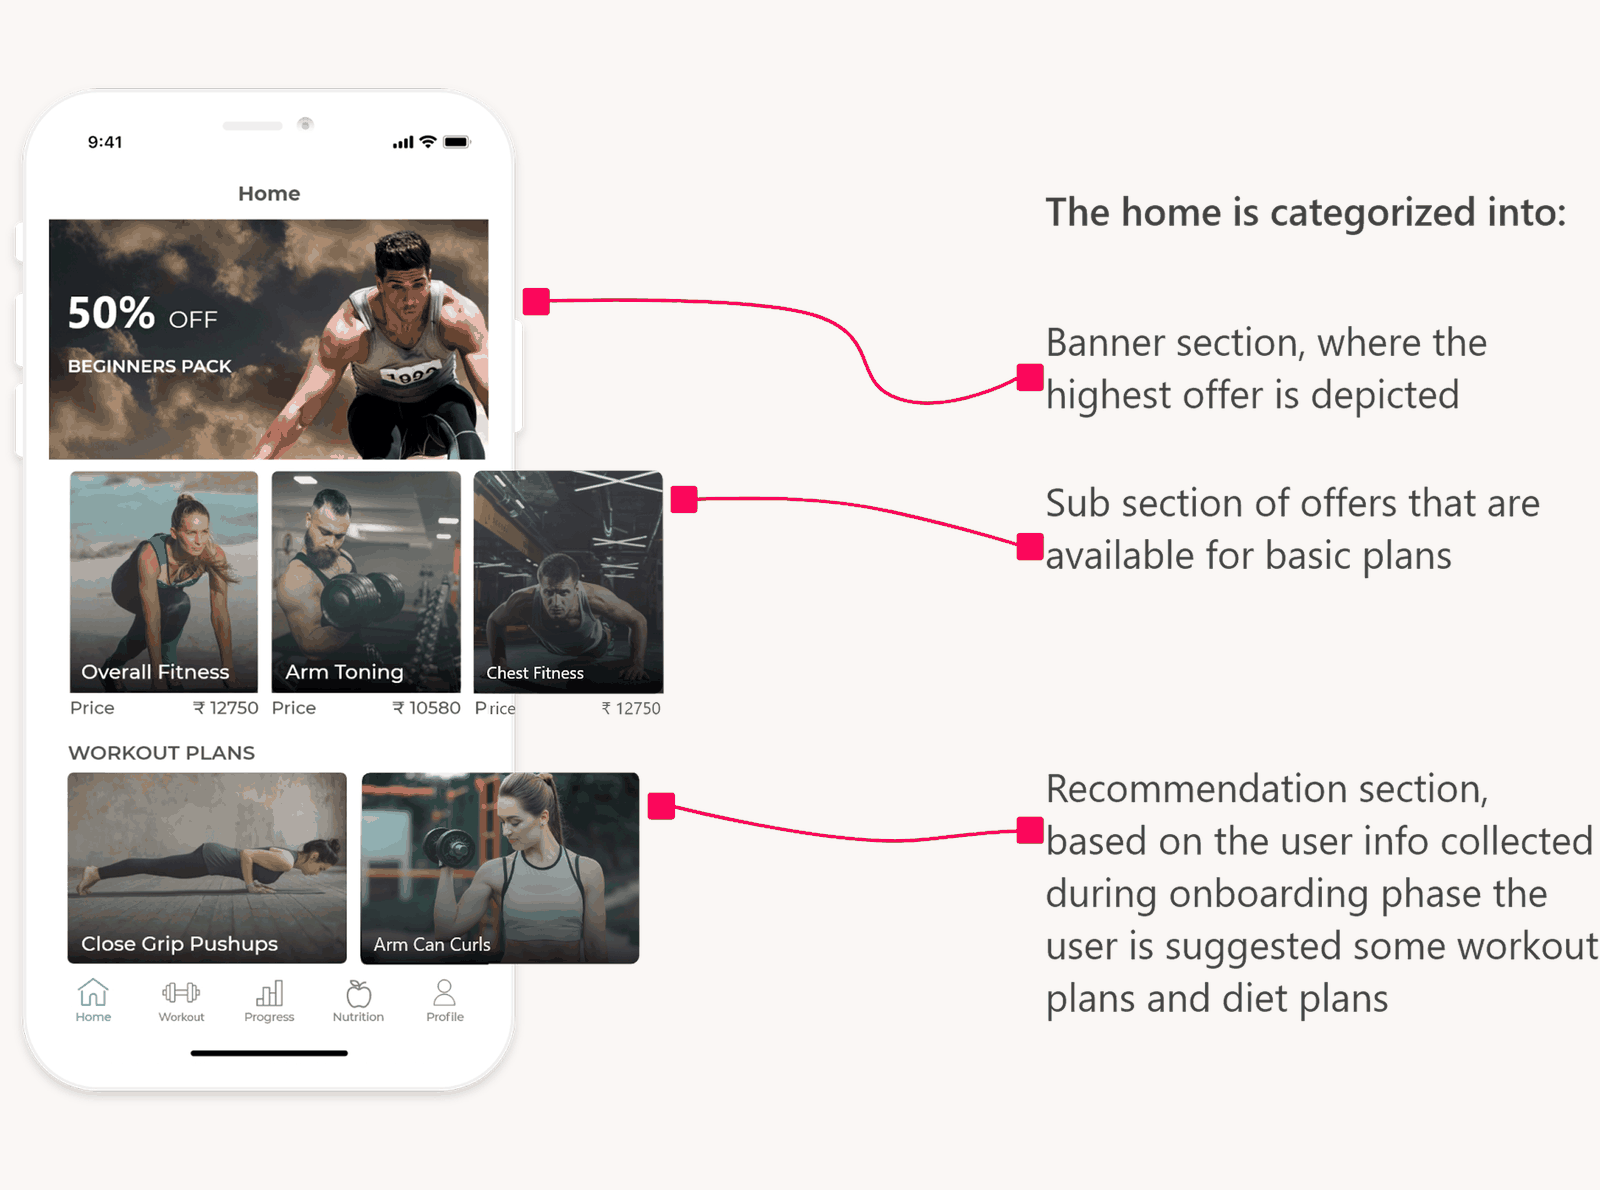 9:41
Home
50% OFF
BEGINNERS PACK
1992
Overall Fitness
Arm Toning
Chest Fitness
Price ₹ 12750
Price ₹ 10580
Price ₹ 12750
WORKOUT PLANS
Close Grip Pushups
Arm Can Curls
Home
Workout
Progress
Nutrition
Profile
The home is categorized into:
Banner section, where the
highest offer is depicted
Sub section of offers that are
available for basic plans
Recommendation section,
based on the user info collected
during onboarding phase the
user is suggested some workout
plans and diet plans